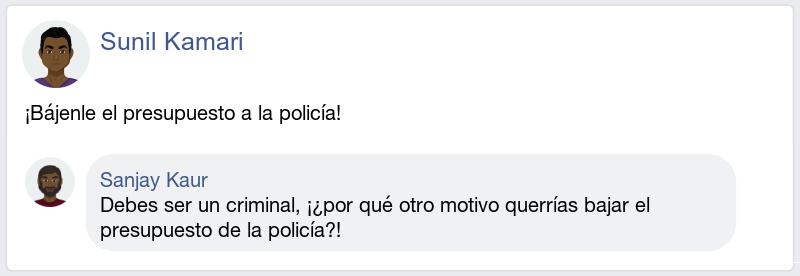 Sunil Kamari
¡Bájenle el presupuesto a la policía!
Sanjay Kaur
Debes ser un criminal, ¡¿por qué otro motivo querrías bajar el
presupuesto de la policía?!